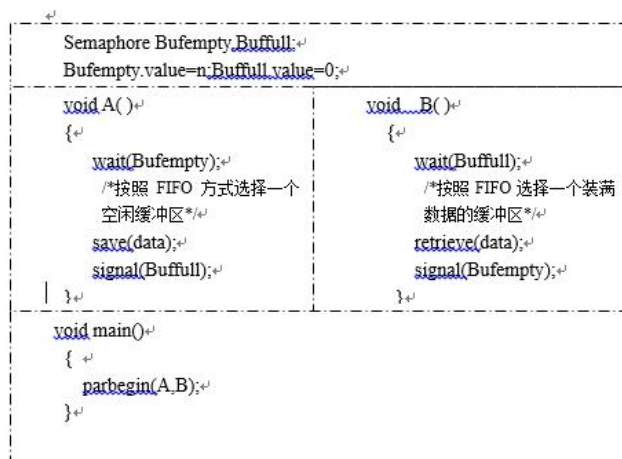 Semaphore Bufempty,Buffull;
Bufempty.value=n;Buffull.value=0;
void A( )
{
wait(Bufempty);
/*按照 FIFO 方式选择一个
空闲缓冲区*/
save(data);
signal(Buffull);
}
void B( )
{
wait(Buffull);
/*按照 FIFO 选择一个装满
数据的缓冲区*/
retrieve(data);
signal(Bufempty);
}
void main()
{
parbegin(A,B);
}